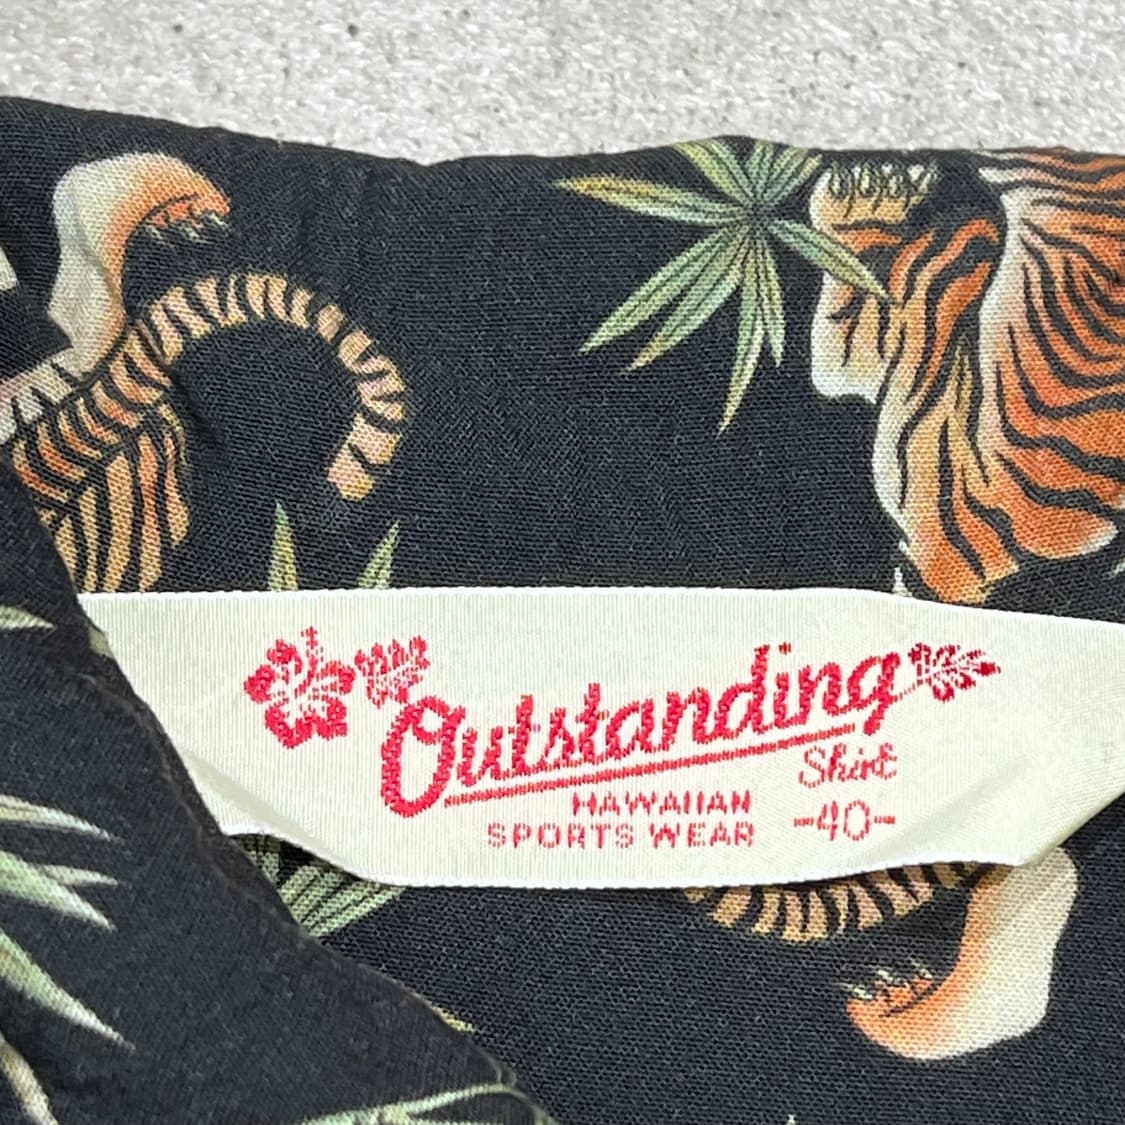 Outstanding
Shirt
HAWAIIAN
SPORTS WEAR
-40-